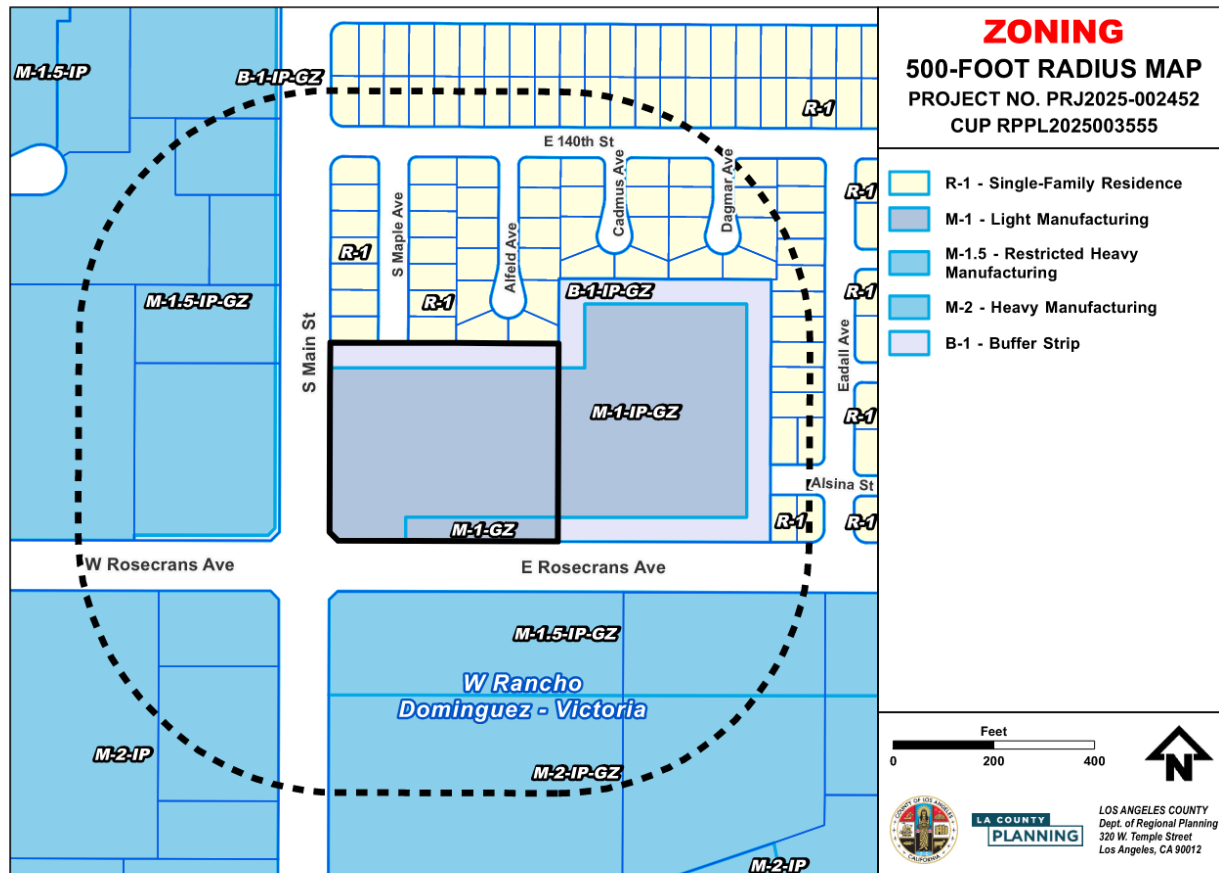 ZONING
500-FOOT RADIUS MAP
PROJECT NO. PRJ2025-002452
CUP RPPL2025003555
R-1 - Single-Family Residence
M-1 - Light Manufacturing
M-1.5 - Restricted Heavy
Manufacturing
M-2 - Heavy Manufacturing
B-1 - Buffer Strip
M-1.5-IP
B-1-IP-GZ
R-1
E 140th St
Cadmus Ave
Dagmar Ave
R-1
S Maple Ave
R-1
Alfeld Ave
R-1
B-1-IP-GZ
R-1
M-1.5-IP-GZ
S Main St
Eadall Ave
M-1-IP-GZ
R-1
Alsina St
M-1-GZ
R-1
R-1
W Rosecrans Ave
E Rosecrans Ave
M-1.5-IP-GZ
W Rancho
Dominguez - Victoria
M-2-IP
M-2-IP-GZ
M-2-IP
Feet
0 200 400
N
COUNTY OF LOS ANGELES
CALIFORNIA
LA COUNTY
PLANNING
LOS ANGELES COUNTY
Dept. of Regional Planning
320 W. Temple Street
Los Angeles, CA 90012